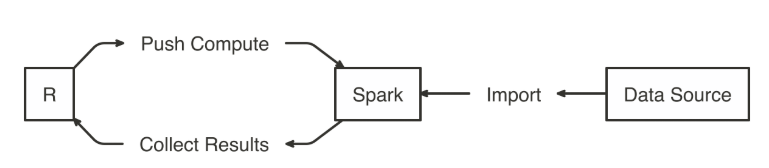 Push Compute
R
Spark
Import
Data Source
Collect Results